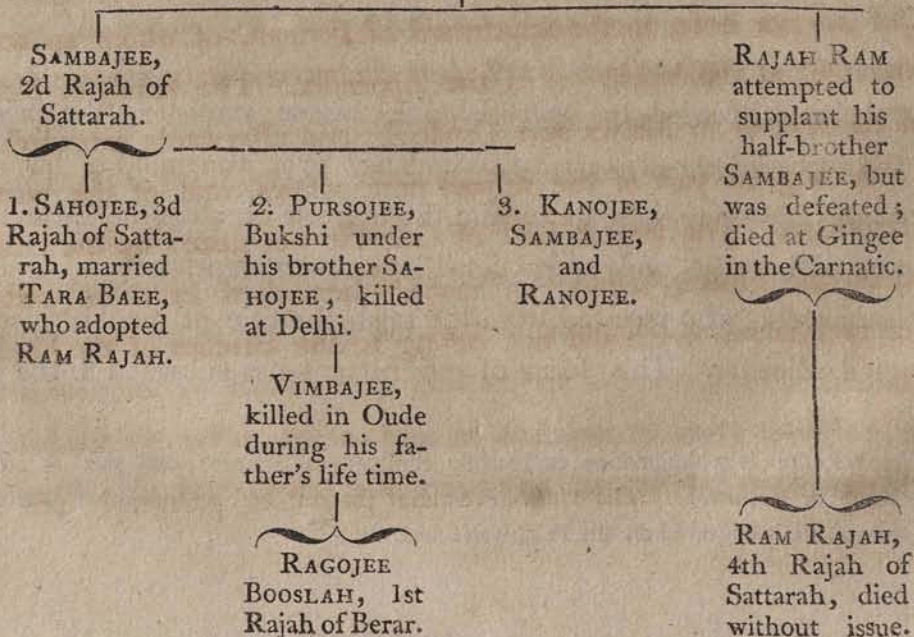 SAMBAJEE,
2d Rajah of
Sattarah.
RAJAH RAM
attempted to
supplant his
half-brother
SAMBAJEE, but
was defeated;
died at Gingee
in the Carnatic.
1. SAHOJEE, 3d
Rajah of Satta-
rah, married
TARA BAEE,
who adopted
RAM RAJAH.
2. PURSOJEE,
Bukshi under
his brother SA-
HOJEE, killed
at Delhi.
3. KANOJEE,
SAMBAJEE,
and
RANOJEE.
VIMBAJEE,
killed in Oude
during his fa-
ther's life time.
RAGOJEE
BOOSLAH, 1st
Rajah of Berar.
RAM RAJAH,
4th Rajah of
Sattarah, died
without issue.